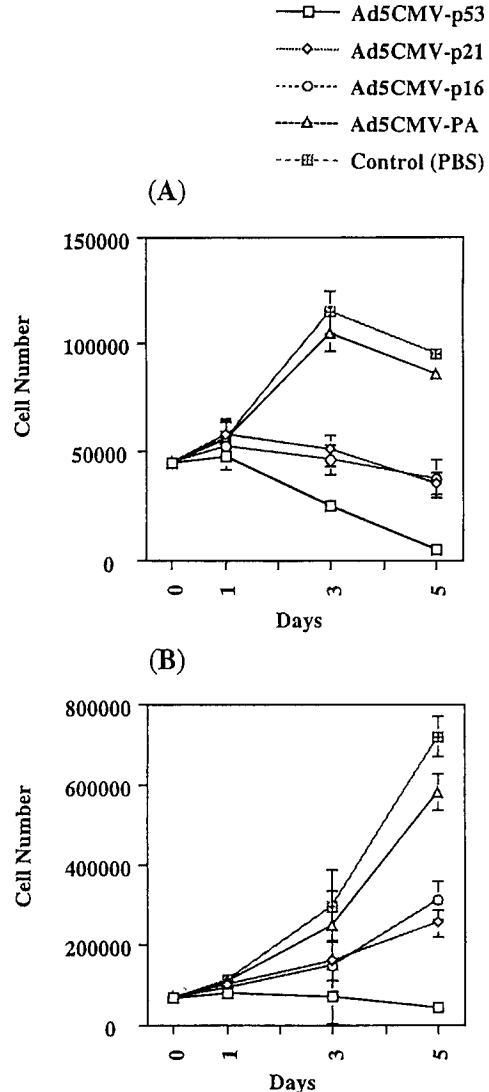 Ad5CMV-p53
Ad5CMV-p21
Ad5CMV-p16
Ad5CMV-PA
Control (PBS)
(A)
150000
100000
50000
0
Cell Number
0
1
3
5
Days
(B)
800000
600000
400000
200000
0
Cell Number
0
1
3
5
Days